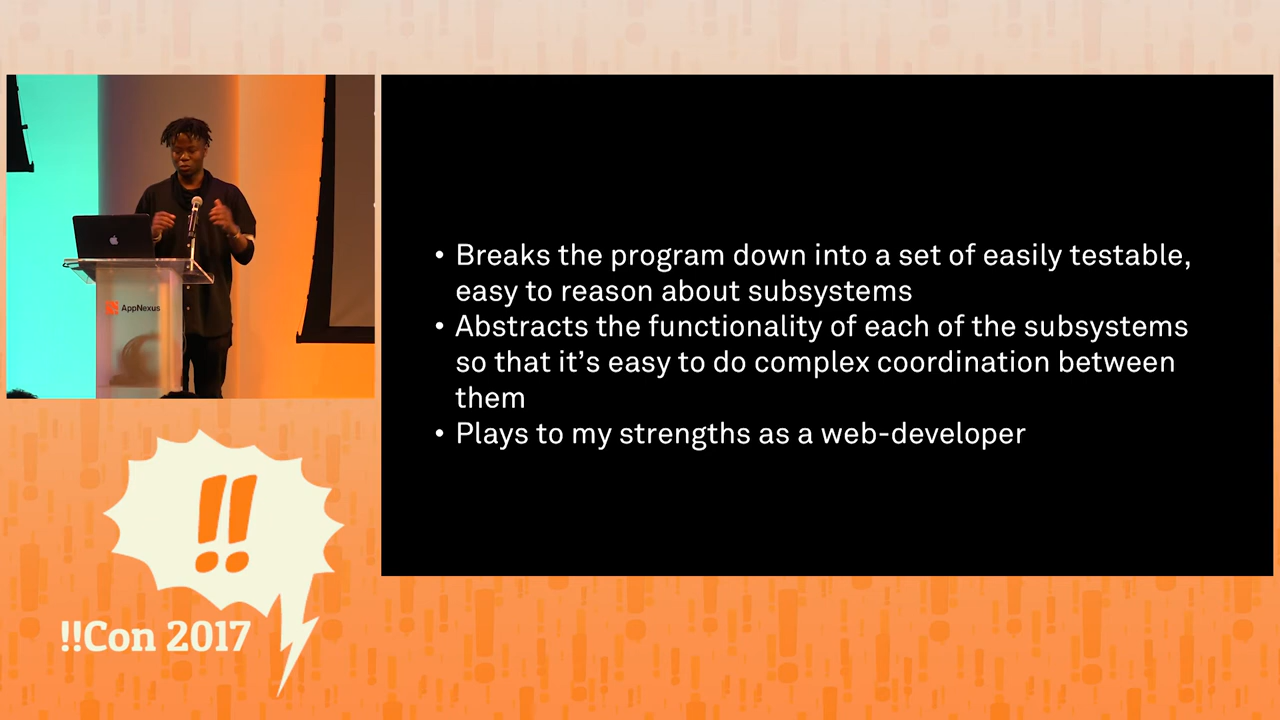 AppNexus
• Breaks the program down into a set of easily testable,
easy to reason about subsystems
• Abstracts the functionality of each of the subsystems
so that it’s easy to do complex coordination between
them
• Plays to my strengths as a web-developer
!!
!!Con 2017